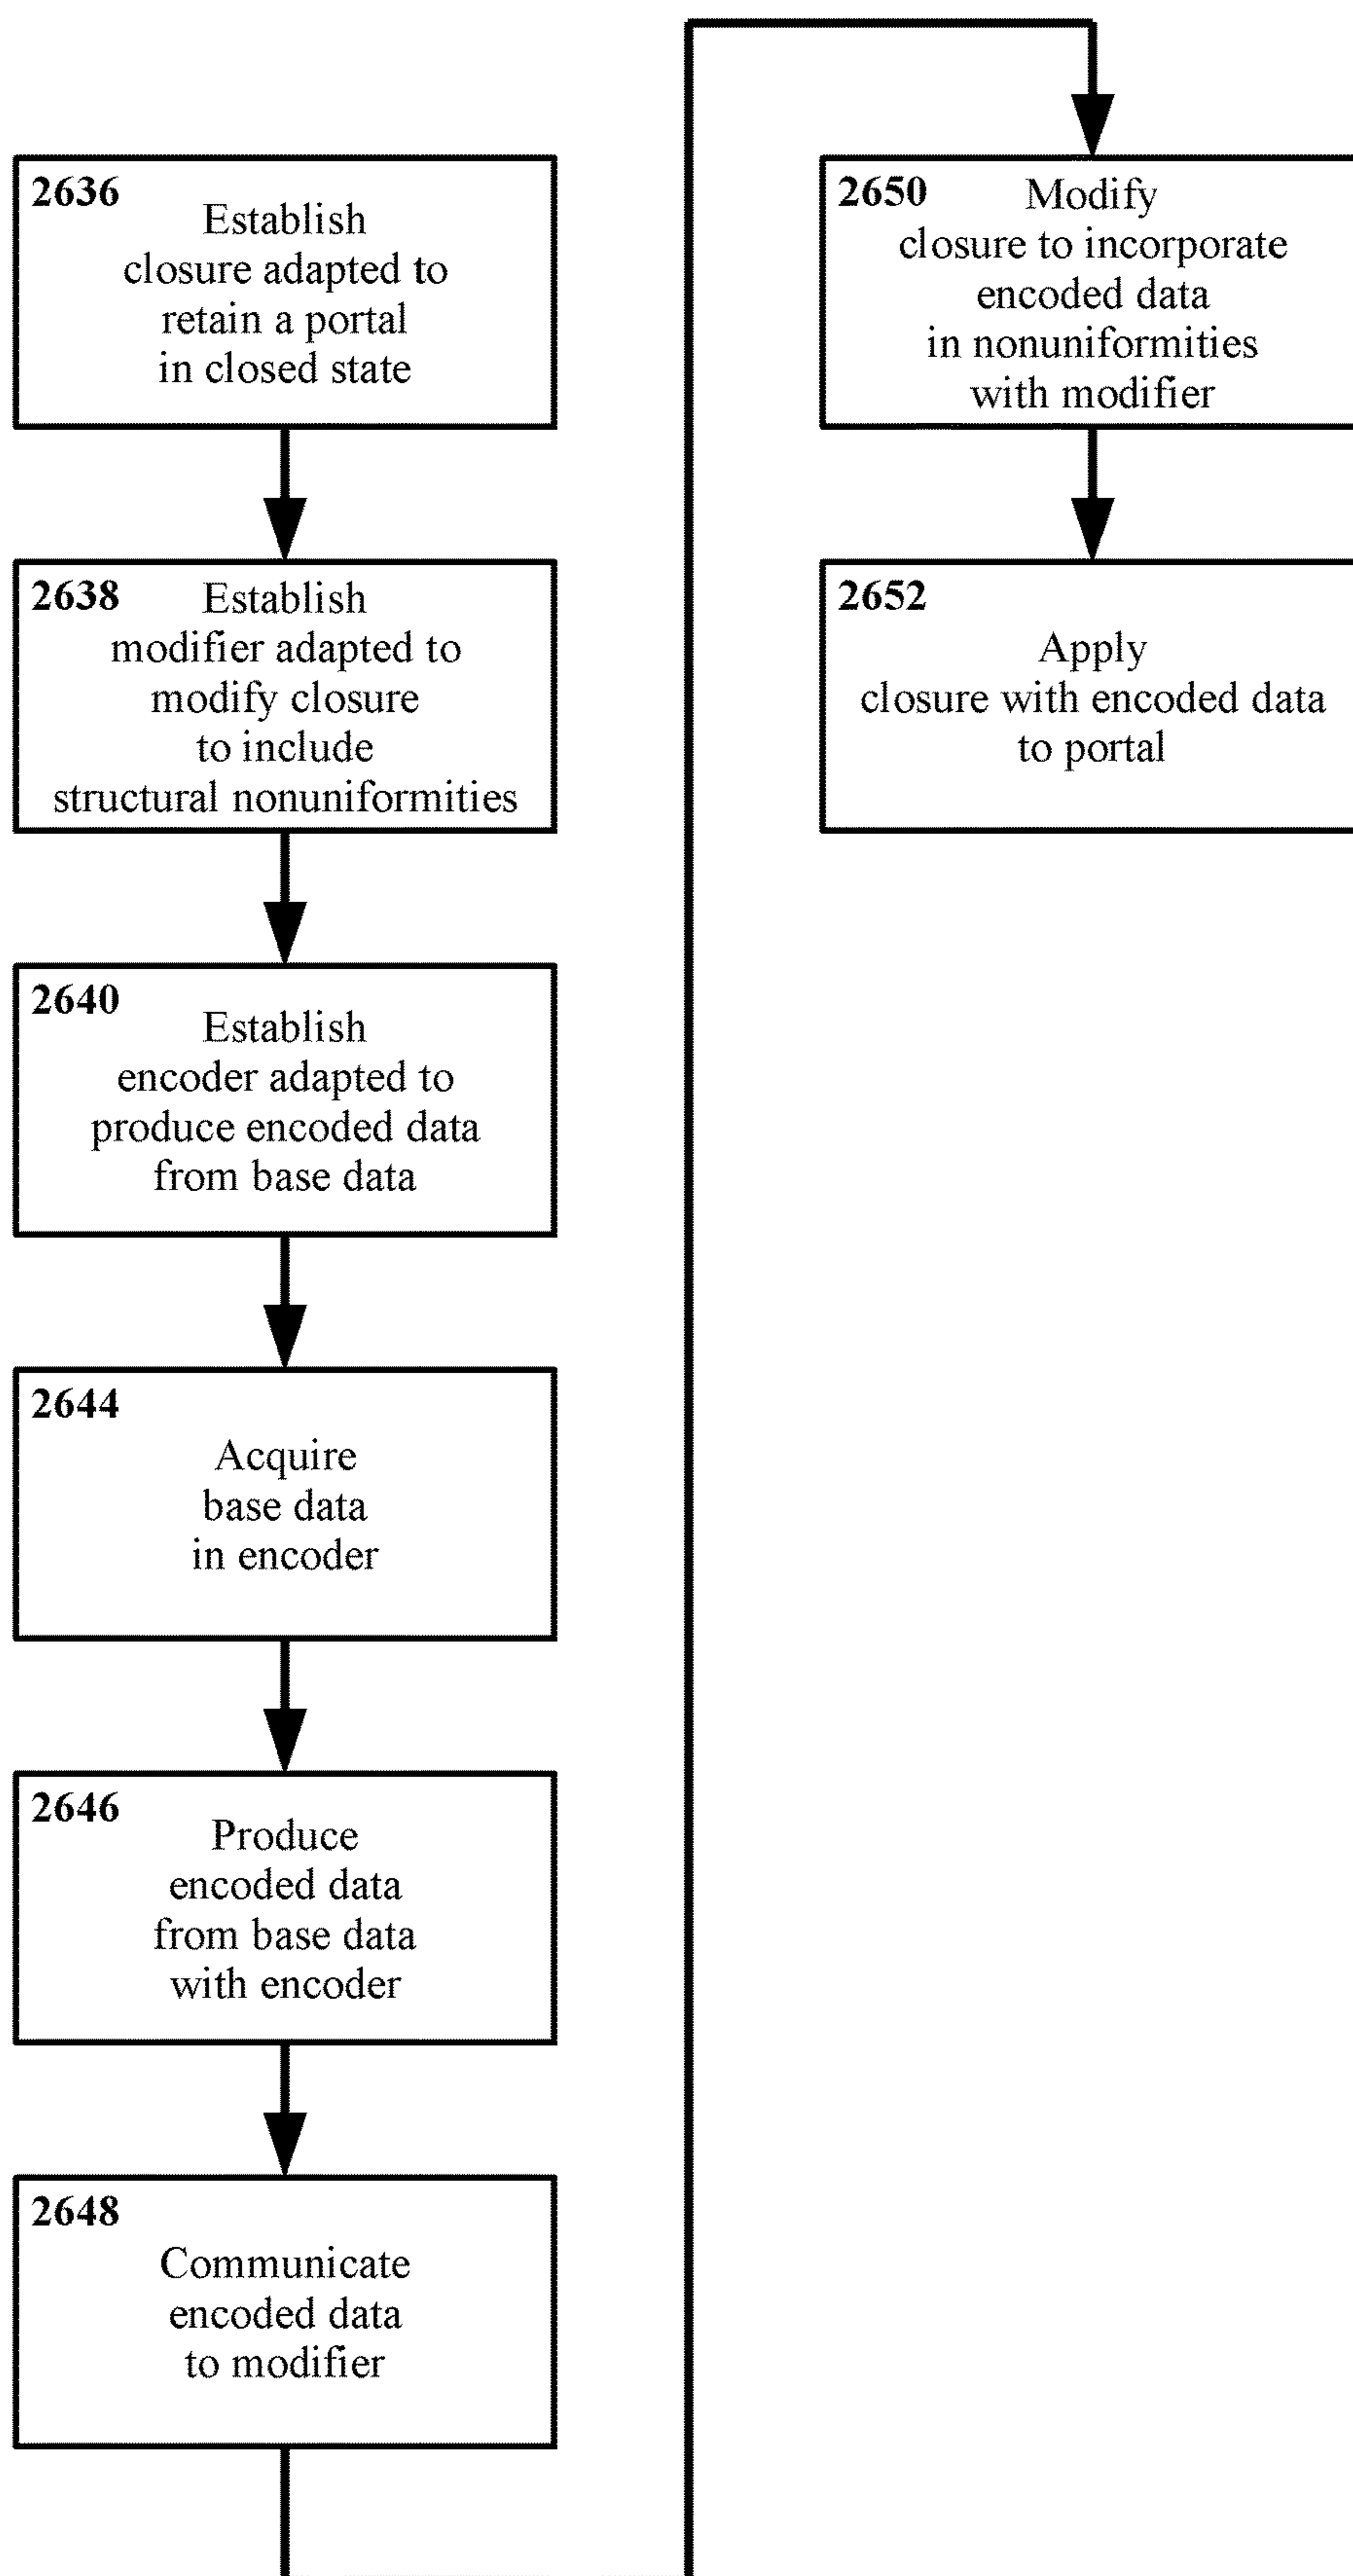 2636
Establish
closure adapted to
retain a portal
in closed state
2638 Establish
modifier adapted to
modify closure
to include
structural nonuniformities
2640
Establish
encoder adapted to
produce encoded data
from base data
2644
Acquire
base data
in encoder
2646
Produce
encoded data
from base data
with encoder
2648
Communicate
encoded data
to modifier
2650 Modify
closure to incorporate
encoded data
in nonuniformities
with modifier
2652
Apply
closure with encoded data
to portal